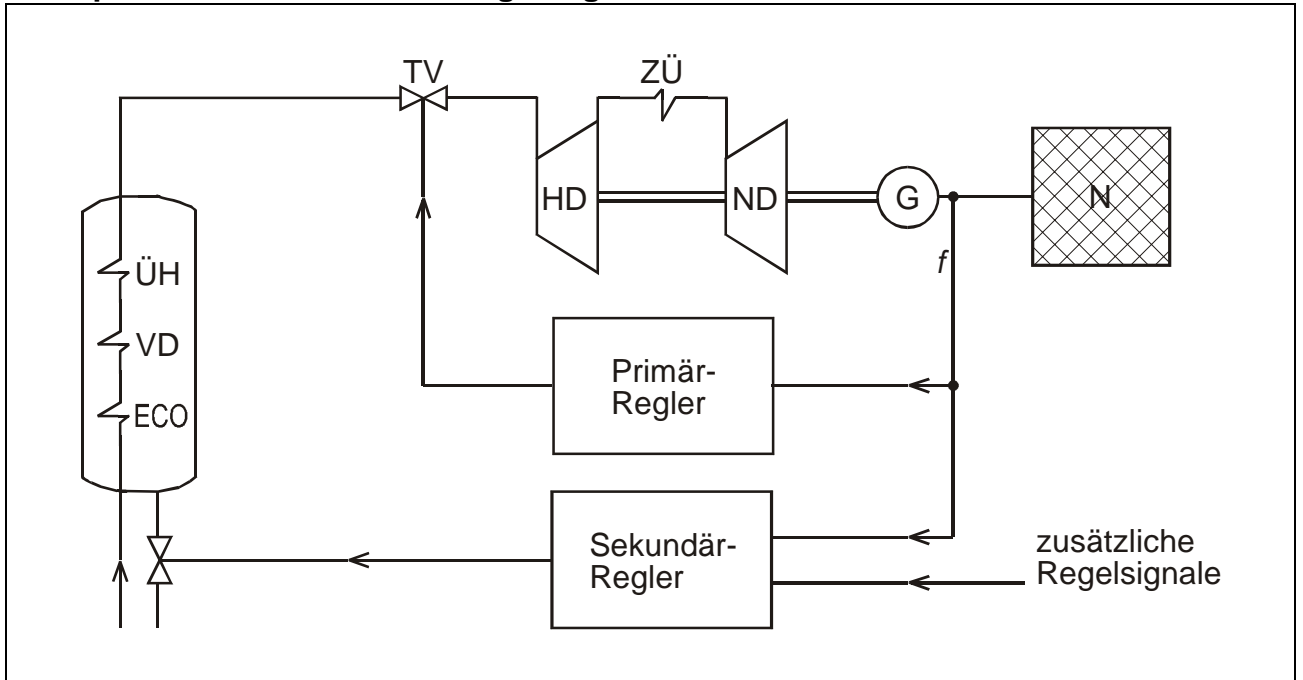 TV
ZÜ
HD
ND
G
N
f
ÜH
VD
ECO
Primär-
Regler
Sekundär-
Regler
zusätzliche
Regelsignale